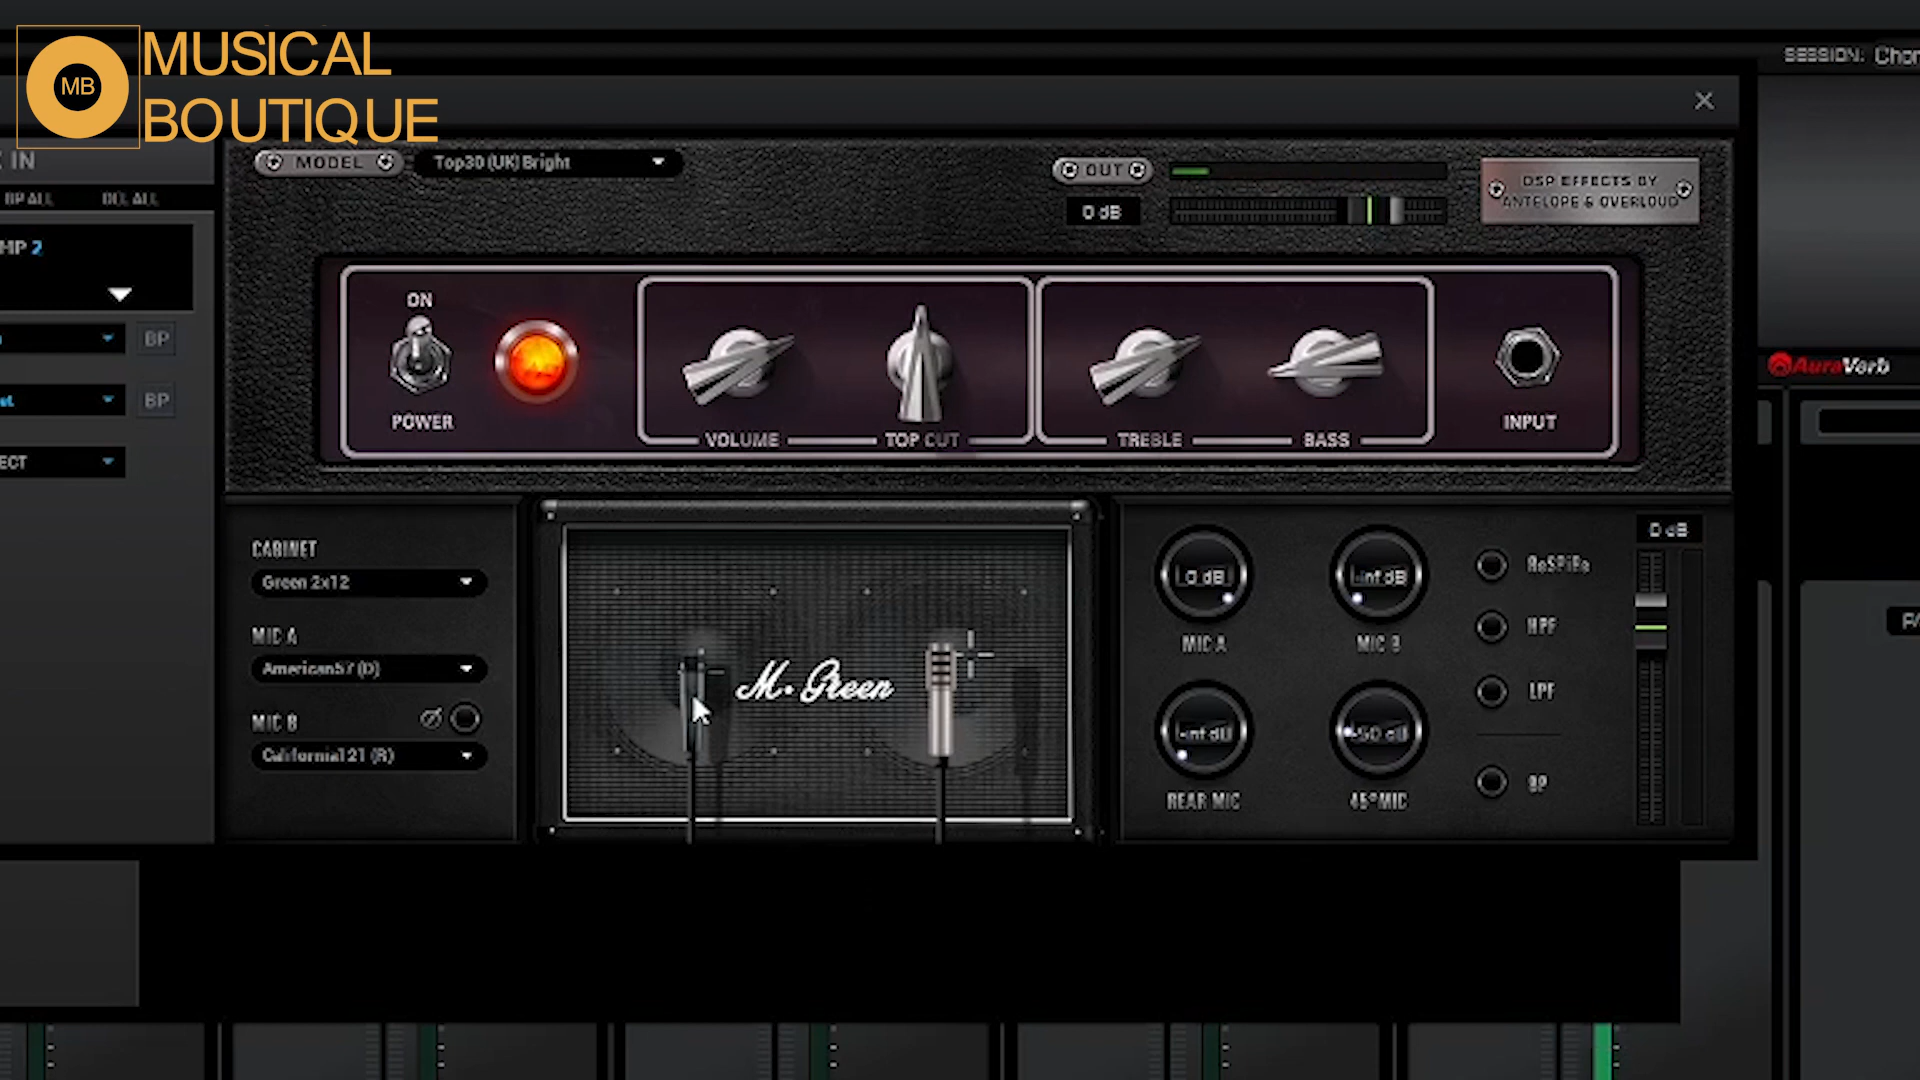 MB
MUSICAL
BOUTIQUE
SESSION:
IN
BP ALL
MODEL
Top30 (UK) Bright
OUT
0 dB
DSP EFFECTS BY
ANTELOPE & OVERLOUD
2
ON
POWER
VOLUME
TOP CUT
TREBLE
BASS
INPUT
BP
BP
AuraVerb
CABINET
Green 2x12
MIC A
American57 (D)
MIC B
California121 (R)
M. Green
0 dB
MIC A
-inf dB
MIC B
-inf dB
REAR MIC
-50 dB
45° MIC
ReSPiRe
HPF
LPF
BP
0 dB